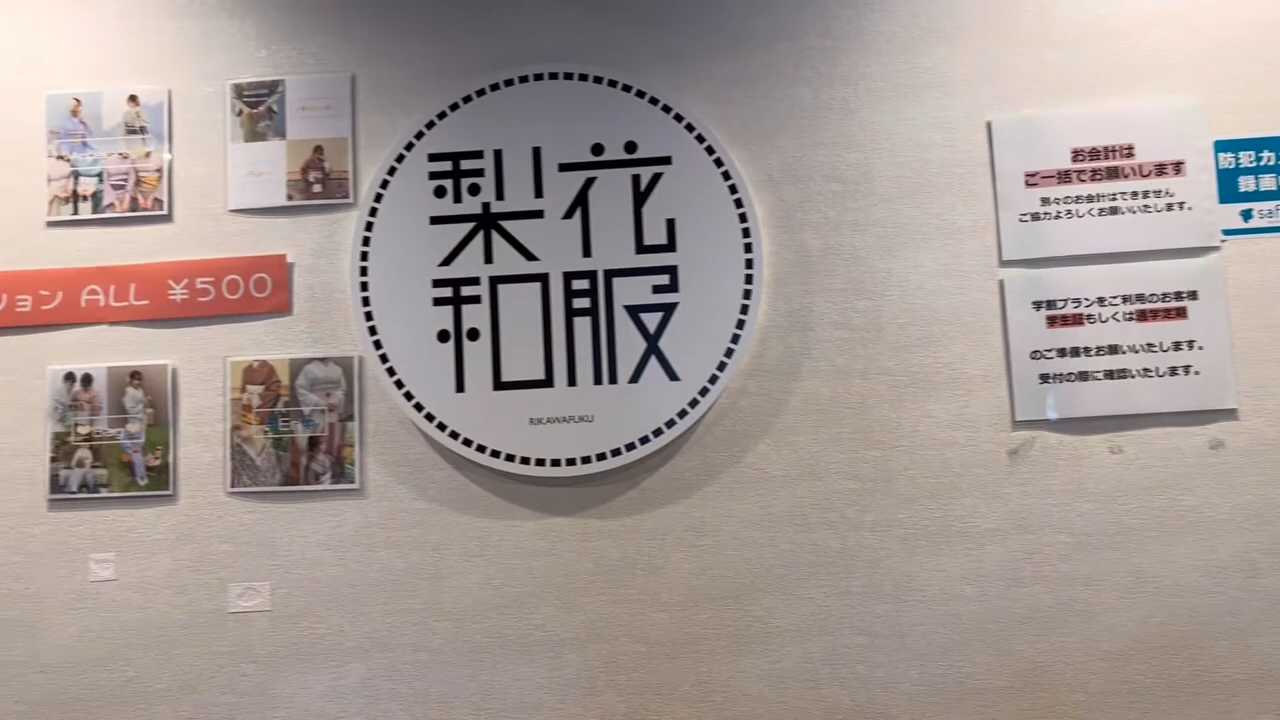 ション ALL ¥500
梨花
和服
RIKAWAFUKU
お会計は
ご一括でお願いします
別々のお会計はできません
ご協力よろしくお願いいたします。
学割プランをご利用のお客様
学生証もしくは通学定期
のご準備をお願いいたします。
受付の際に確認いたします。
防犯カ
録画
saf